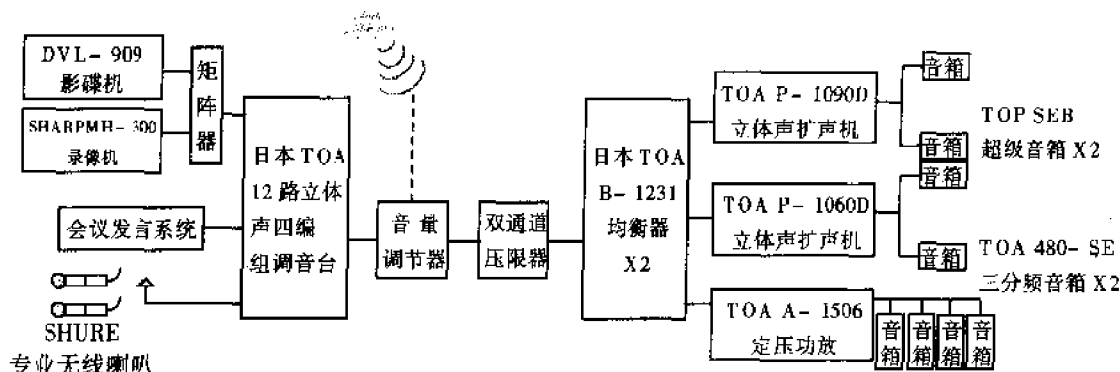 DVL-909
影碟机
SHARPMH-300
录像机
矩
阵
器
会议发言系统
SHURE
专业无线喇叭
日本TOA
12路立体
声四编
组调音台
音量
调节器
双通道
压限器
日本TOA
B-1231
均衡器
X2
TOA P-1090D
立体声扩声机
TOA P-1060D
立体声扩声机
TOA A-1506
定压功放
音箱
音箱
TOP SEB
超级音箱X2
音箱
音箱
TOA 480-SE
三分频音箱X2
音箱
音箱
音箱
音箱